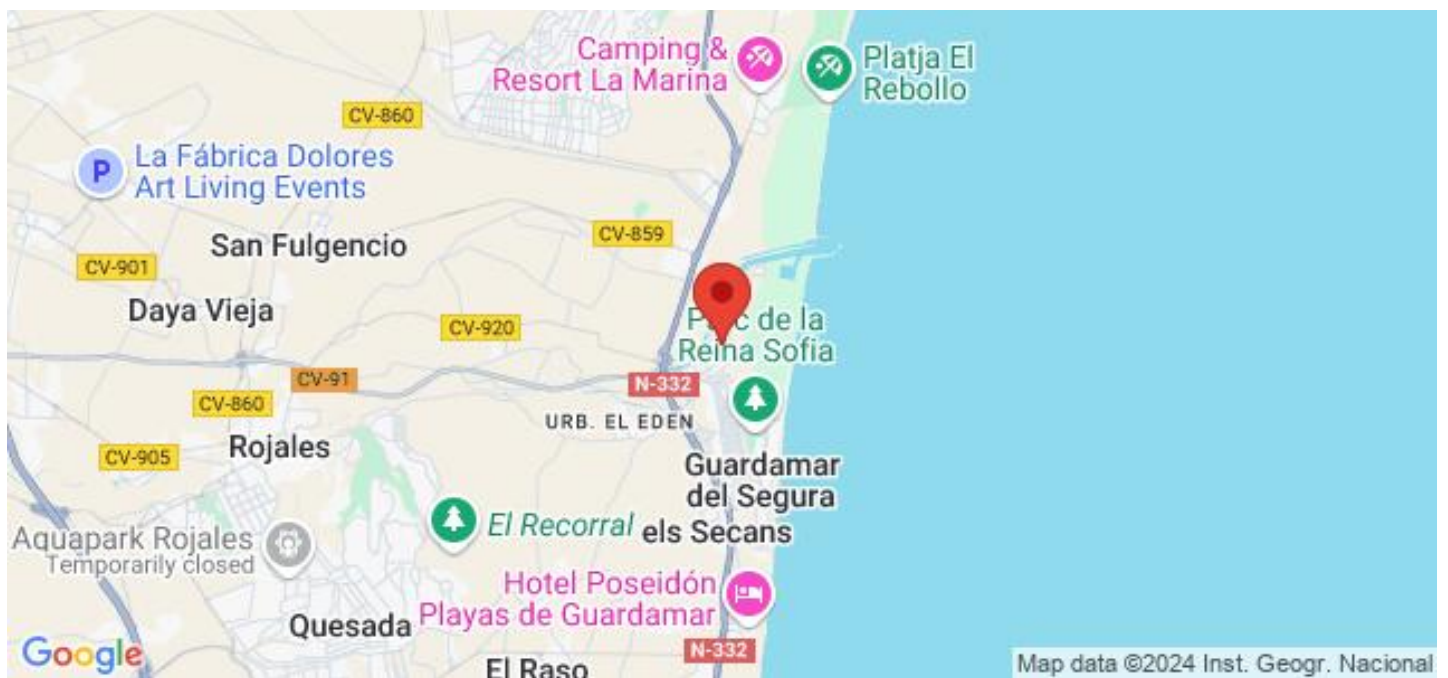 Camping &
Resort La Marina
Platja El
Rebollo
CV-860
P
La Fábrica Dolores
Art Living Events
San Fulgencio
CV-859
CV-901
Daya Vieja
CV-920
Parc de la
Reina Sofia
CV-91
N-332
CV-860
URB. EL EDEN
Rojales
CV-905
Guardamar
del Segura
El Recorral
els Secans
Aquapark Rojales
Temporarily closed
Hotel Poseidón
Playas de Guardamar
Quesada
N-332
El Raso
Google
Map data ©2024 Inst. Geogr. Nacional